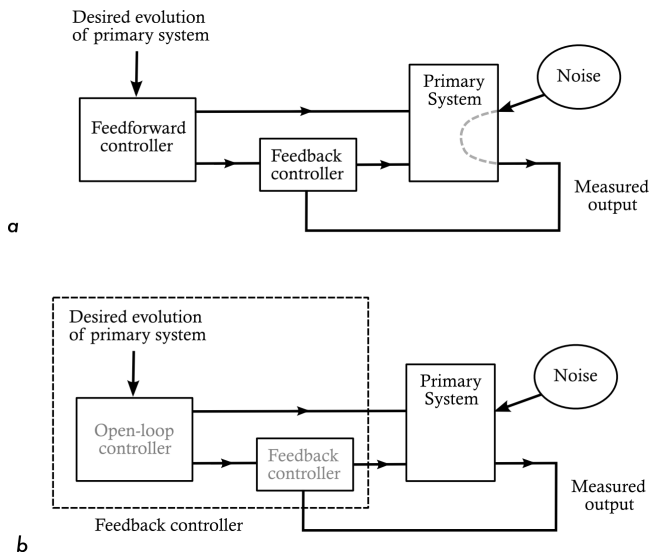 Desired evolution
of primary system
Feedforward
controller
Feedback
controller
Primary
System
Noise
Measured
output
a
Desired evolution
of primary system
Open-loop
controller
Feedback
controller
Primary
System
Noise
Measured
output
Feedback controller
b